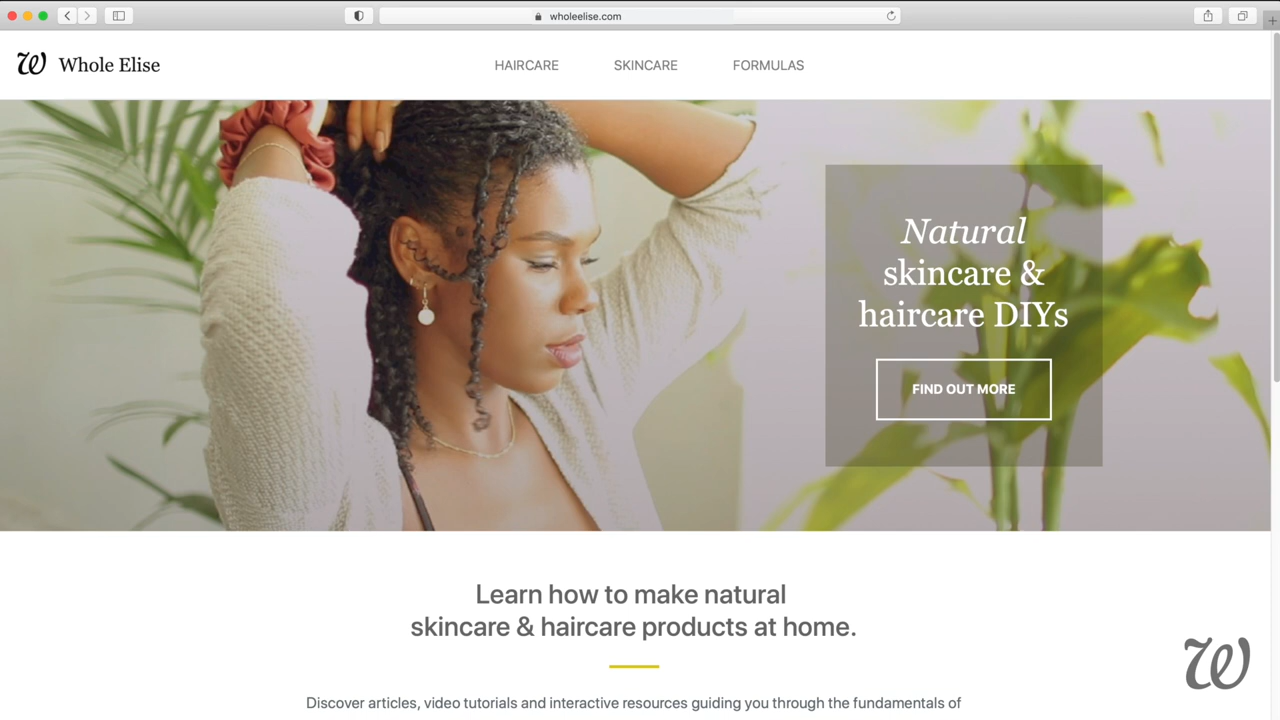 wholeelise.com
W Whole Elise
HAIRCARE SKINCARE FORMULAS
Natural
skincare &
haircare DIYs
FIND OUT MORE
Learn how to make natural
skincare & haircare products at home.
Discover articles, video tutorials and interactive resources guiding you through the fundamentals of
W